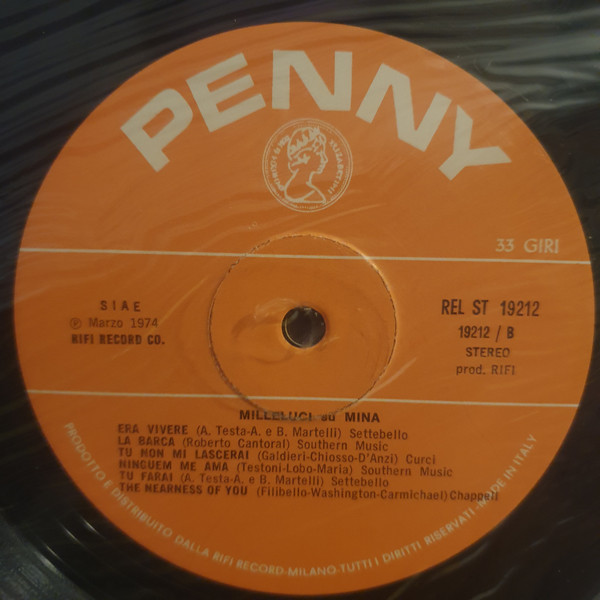 PENNY
33 GIRI
SIAE
℗ Marzo 1974
RIFI RECORD CO.
REL ST 19212
19212 / B
STEREO
prod. RIFI
MILLELUCI su MINA
ERA VIVERE (A. Testa-A. e B. Martelli) Settebello
LA BARCA (Roberto Cantoral) Southern Music
TU NON MI LASCERAI (Galdieri-Chiosso-D'Anzi) Curci
NINGUEM ME AMA (Testoni-Lobo-Maria) Southern Music
TU FARAI (A. Testa-A. e B. Martelli) Settebello
THE NEARNESS OF YOU (Filibello-Washington-Carmichael) Chappell
PRODOTTO E DISTRIBUITO DALLA RIFI RECORD-MILANO-TUTTI I DIRITTI RISERVATI-MADE IN ITALY